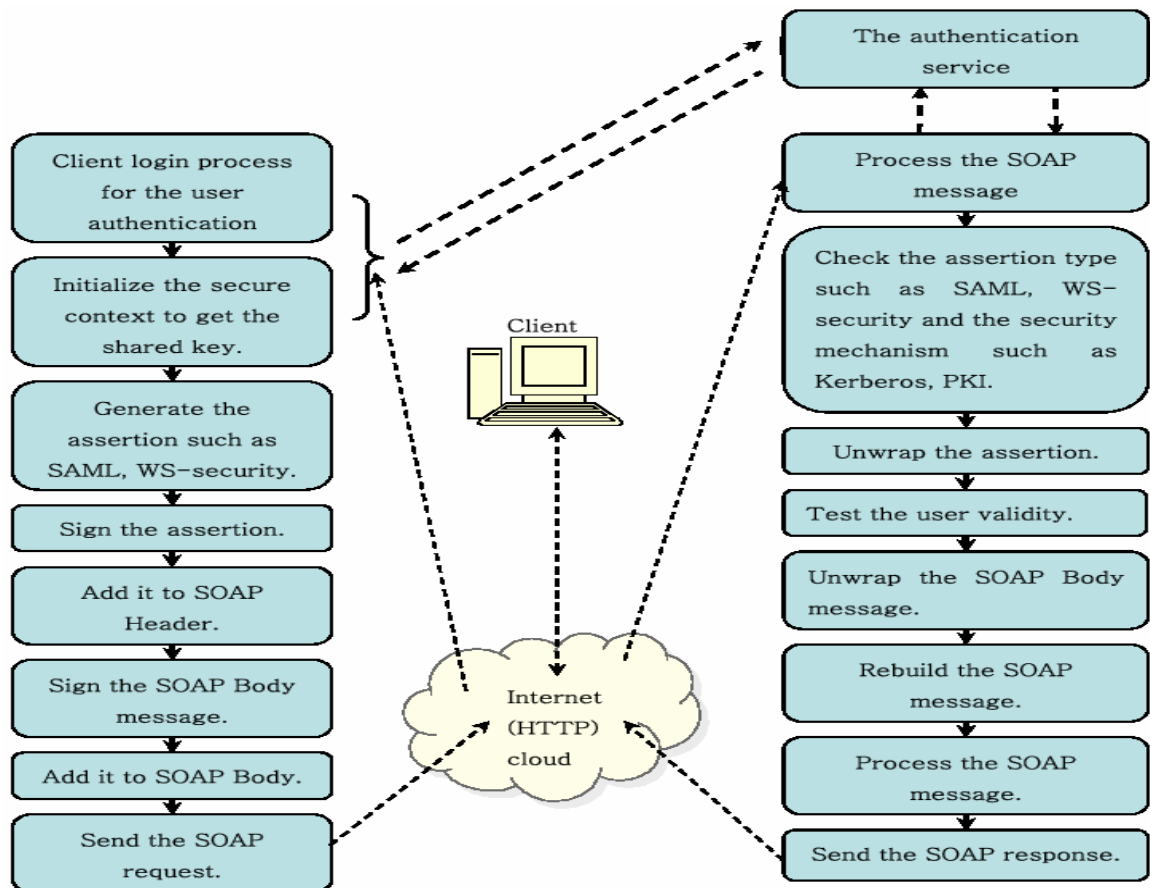 Client login process
for the user
authentication
Initialize the secure
context to get the
shared key.
Generate the
assertion such as
SAML, WS-security.
Sign the assertion.
Add it to SOAP
Header.
Sign the SOAP Body
message.
Add it to SOAP Body.
Send the SOAP
request.
Client
Internet
(HTTP)
cloud
The authentication
service
Process the SOAP
message
Check the assertion type
such as SAML, WS-
security and the security
mechanism such as
Kerberos, PKI.
Unwrap the assertion.
Test the user validity.
Unwrap the SOAP Body
message.
Rebuild the SOAP
message.
Process the SOAP
message.
Send the SOAP response.